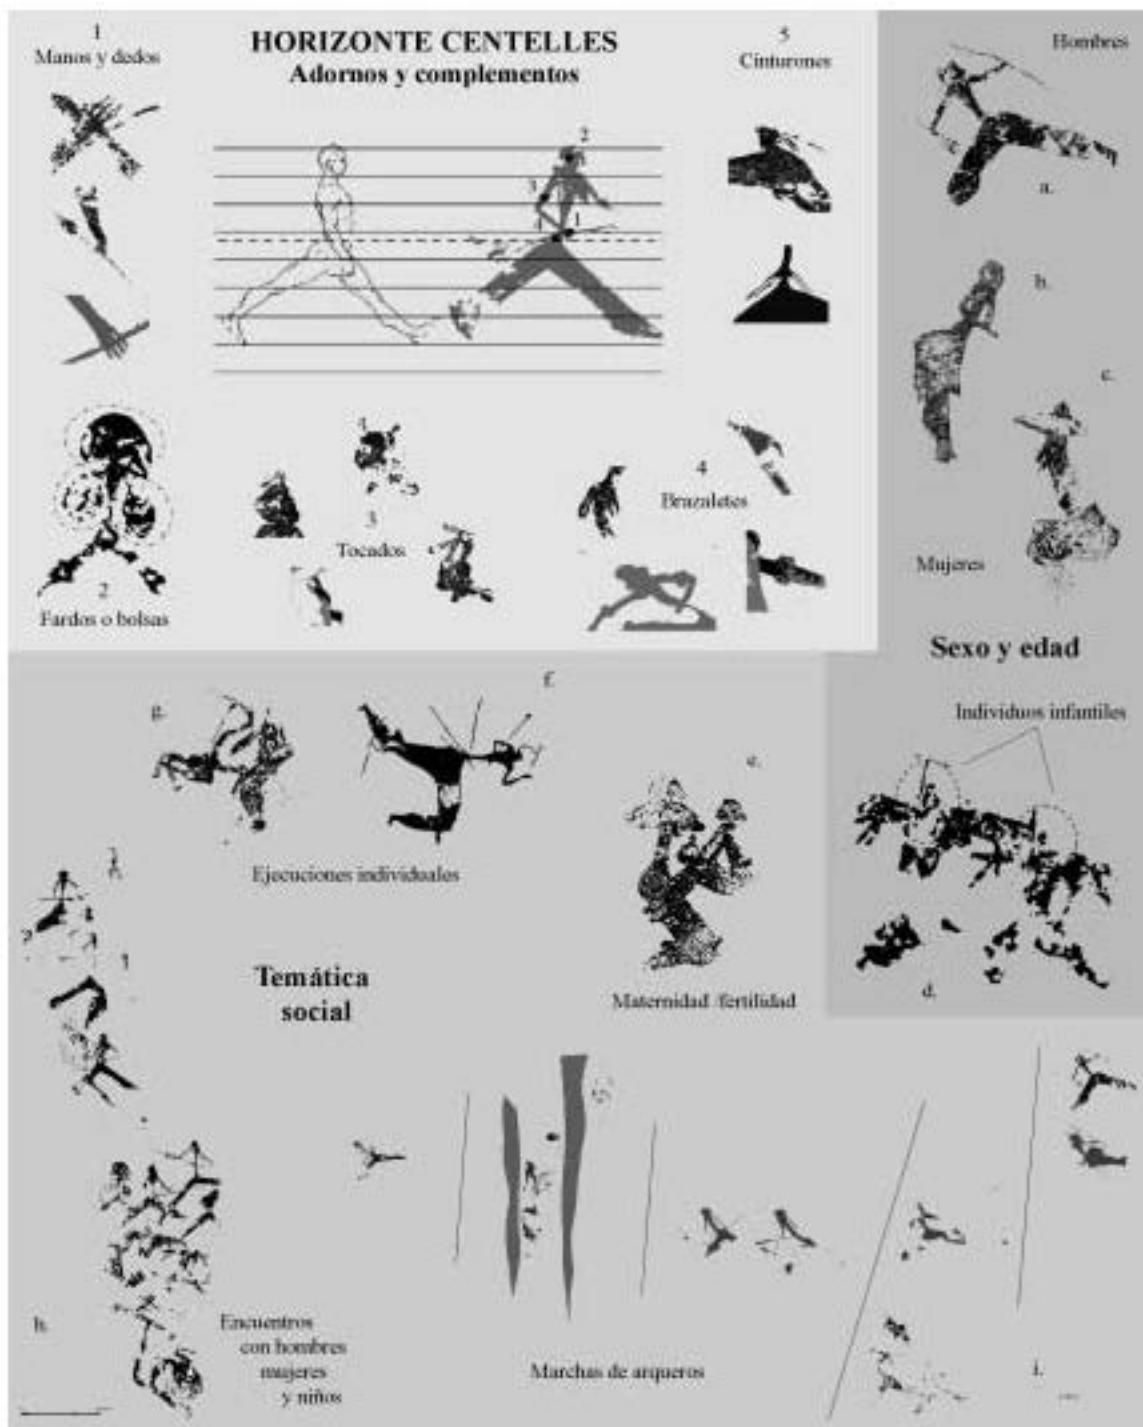 1
Manos y dedos
HORIZONTE CENTELLES
Adornos y complementos
5
Cinturones
Hombres
a.
2
3
4
1
b.
c.
2
Fardos o bolsas
3
Tocados
4
Brazaletes
Mujeres
Sexo y edad
Individuos infantiles
d.
g.
f.
Ejecuciones individuales
e.
Maternidad/fertilidad
Temática
social
h.
Encuentros
con hombres
mujeres
y niños
Marchas de arqueros
i.